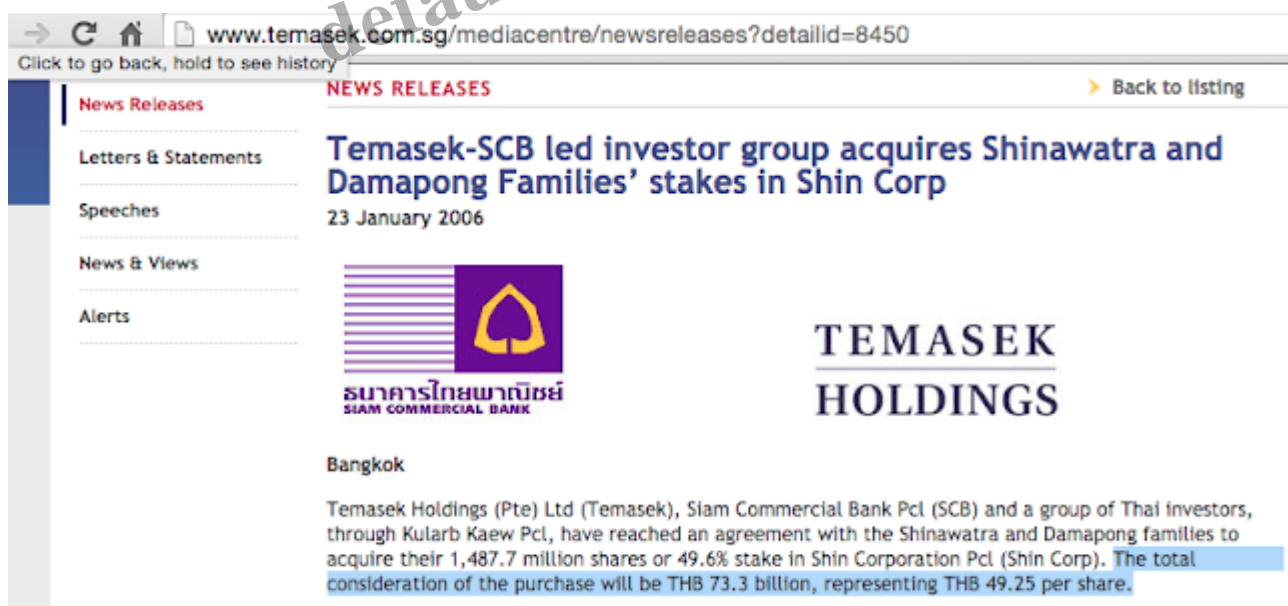 defau
www.temasek.com.sg/mediacentre/newsreleases?detailid=8450
Click to go back, hold to see history
NEWS RELEASES
Back to listing
News Releases
Letters & Statements
Speeches
News & Views
Alerts
Temasek-SCB led investor group acquires Shinawatra and
Damapong Families’ stakes in Shin Corp
23 January 2006
ธนาคารไทยพาณิชย์
SIAM COMMERCIAL BANK
TEMASEK
HOLDINGS
Bangkok
Temasek Holdings (Pte) Ltd (Temasek), Siam Commercial Bank Pcl (SCB) and a group of Thai investors,
through Kularb Kaew Pcl, have reached an agreement with the Shinawatra and Damapong families to
acquire their 1,487.7 million shares or 49.6% stake in Shin Corporation Pcl (Shin Corp). The total
consideration of the purchase will be THB 73.3 billion, representing THB 49.25 per share.